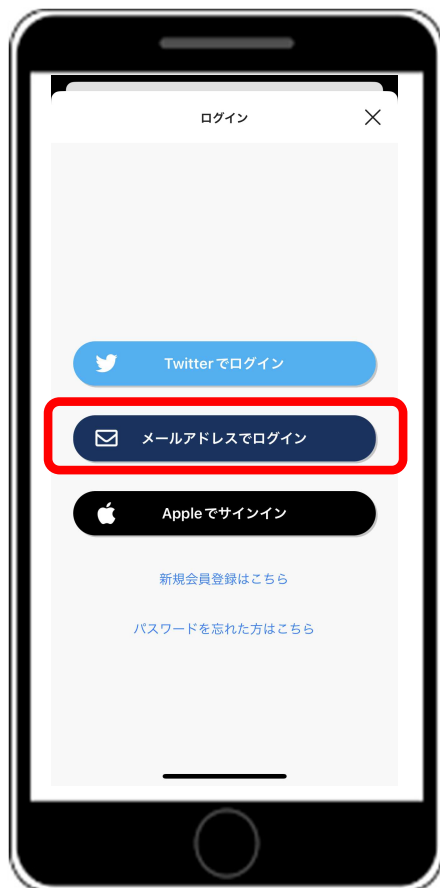 ログイン
Twitterでログイン
メールアドレスでログイン
Appleでサインイン
新規会員登録はこちら
パスワードを忘れた方はこちら